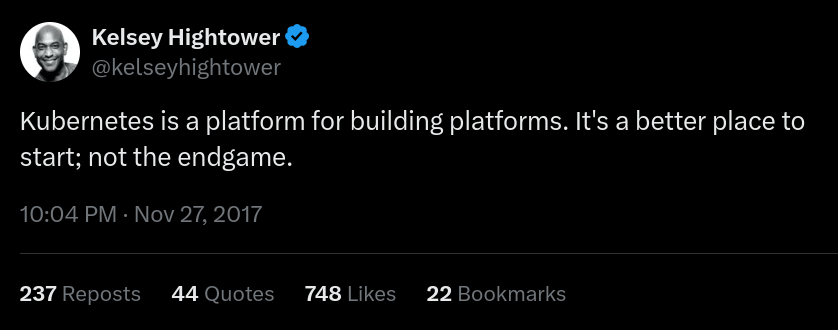 Kelsey Hightower
@kelseyhightower
Kubernetes is a platform for building platforms. It's a better place to
start; not the endgame.
10:04 PM · Nov 27, 2017
237 Reposts 44 Quotes 748 Likes 22 Bookmarks